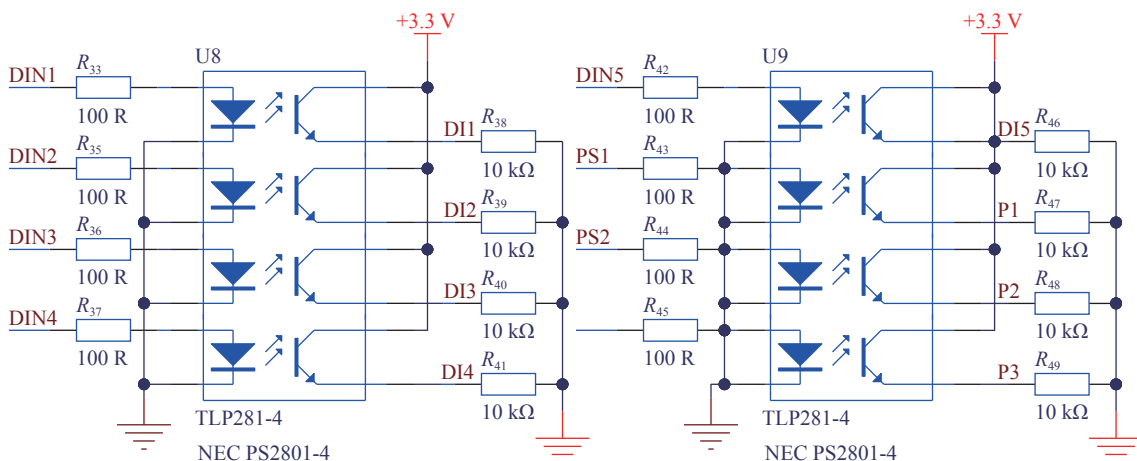 +3.3 V
U8
DIN1
R33
100 R
DI1
R38
10 kΩ
DIN2
R35
100 R
DI2
R39
10 kΩ
DIN3
R36
100 R
DI3
R40
10 kΩ
DIN4
R37
100 R
DI4
R41
10 kΩ
TLP281-4
NEC PS2801-4
+3.3 V
U9
DIN5
R42
100 R
DI5
R46
10 kΩ
PS1
R43
100 R
P1
R47
10 kΩ
PS2
R44
100 R
P2
R48
10 kΩ
R45
100 R
P3
R49
10 kΩ
TLP281-4
NEC PS2801-4